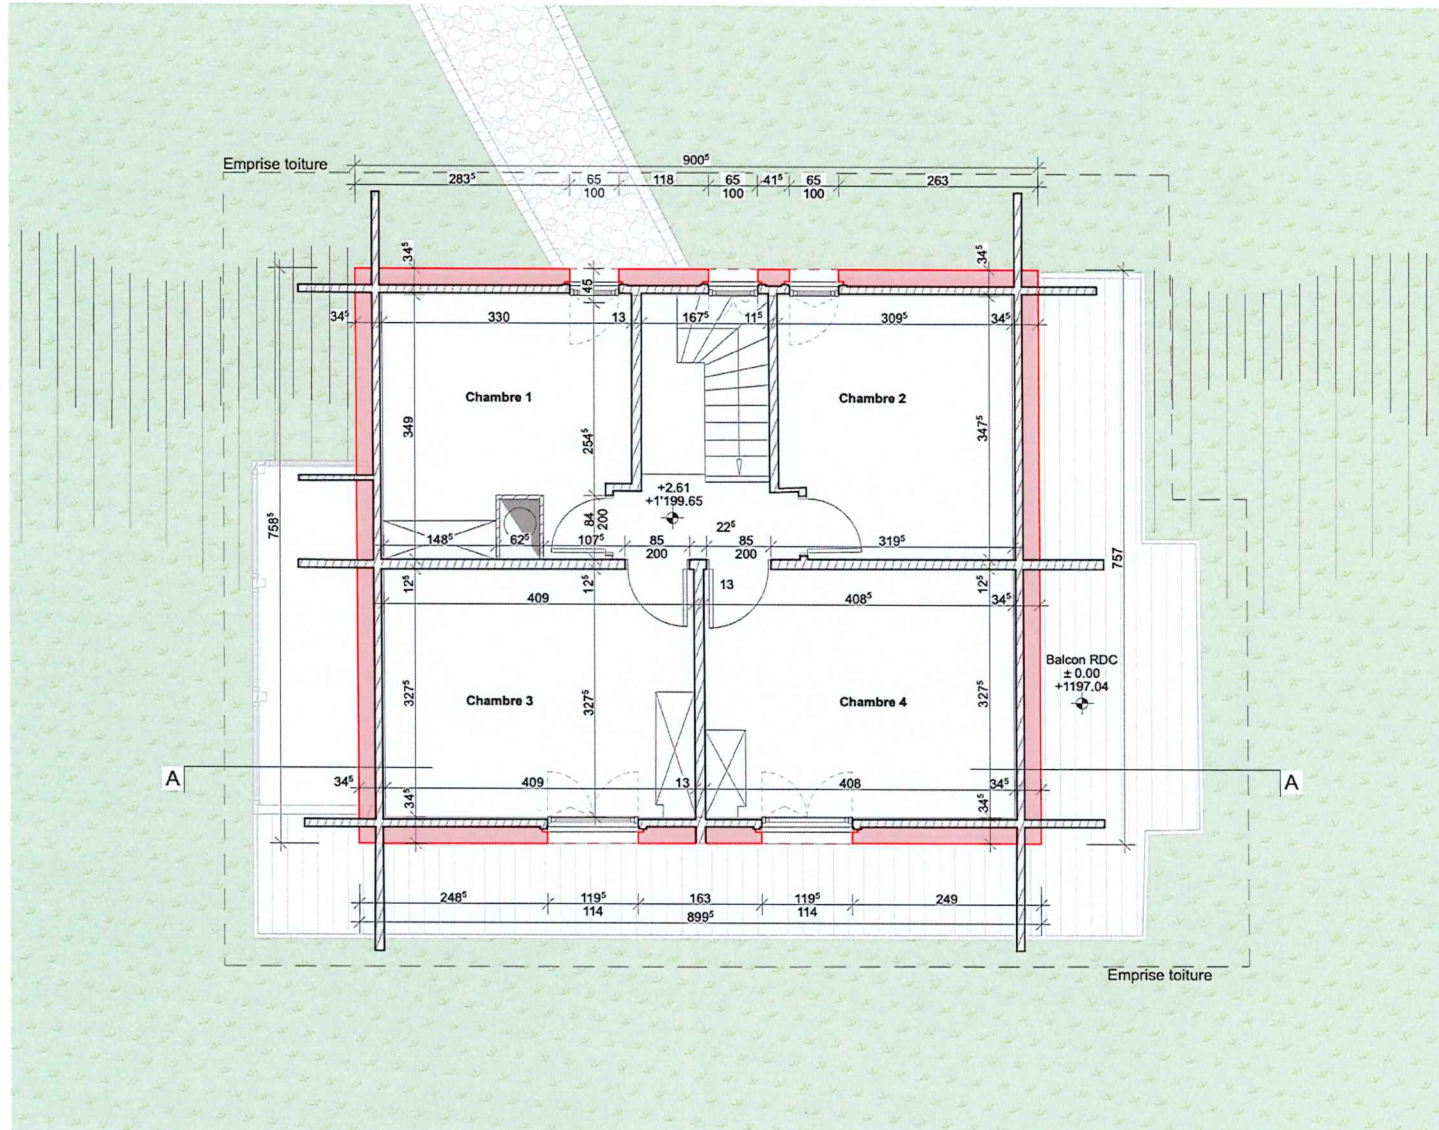 Emprise toiture
900⁵
283⁵ 65 118 65 41⁵ 65 263
100 100 100
34⁵ 34⁵
45
34⁵ 330 13 167⁵ 11⁵ 309⁵ 34⁵
Chambre 1 Chambre 2
349 254⁵ 347⁵
+2.61
+1'199.65
84
200
758⁵ 22⁵ 757
148⁵ 62⁵ 107⁵ 85 85 319⁵
200 200
12⁵ 12⁵ 13 12⁵
409 408⁵ 34⁵
Balcon RDC
± 0.00
+1197.04
Chambre 3 Chambre 4
327⁵ 327⁵ 327⁵
A A
34⁵ 409 13 408 34⁵
34⁵ 34⁵
248⁵ 119⁵ 163 119⁵ 249
114 114
899⁵
Emprise toiture